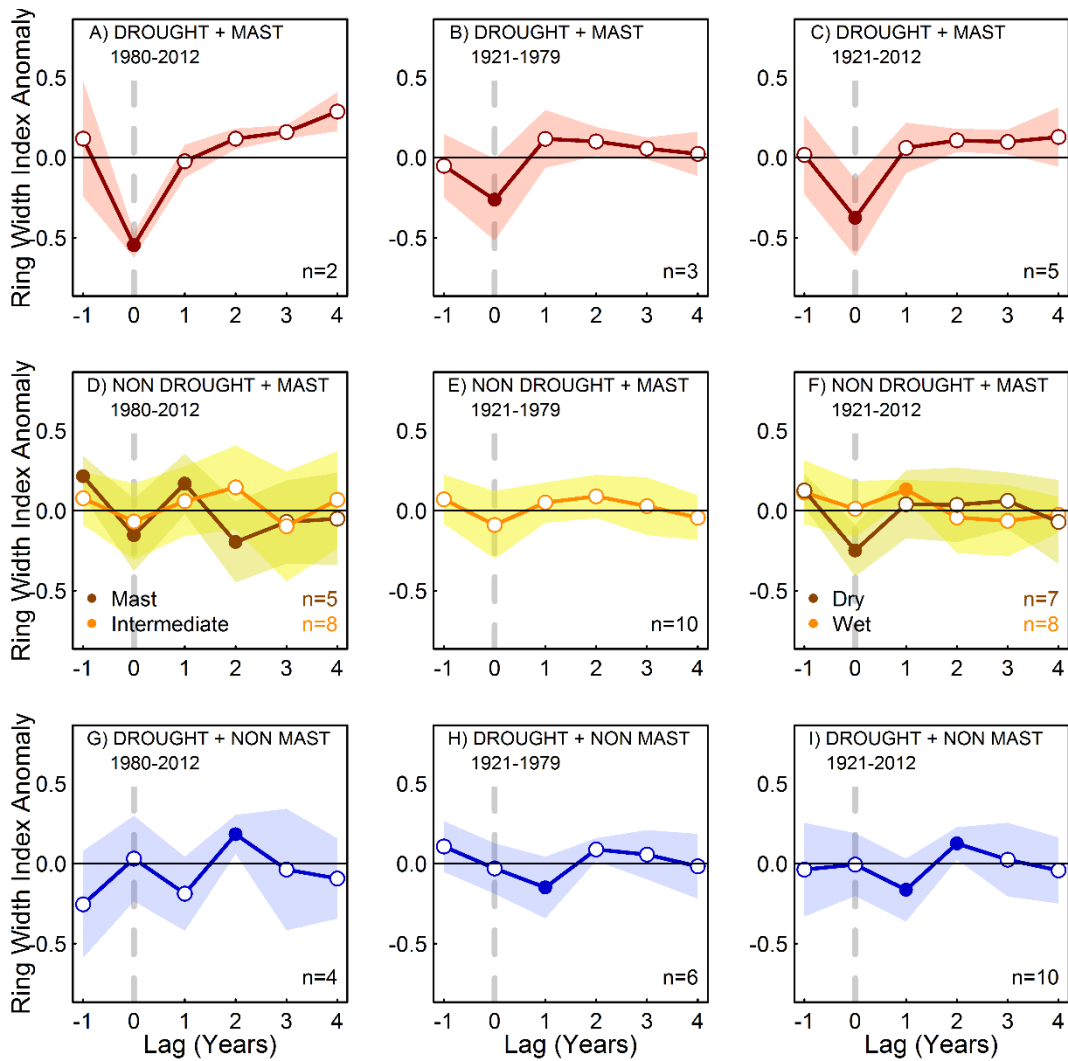 A) DROUGHT + MAST
1980-2012
Ring Width Index Anomaly
0.5
0.0
-0.5
n=2
-1 0 1 2 3 4
B) DROUGHT + MAST
1921-1979
0.5
0.0
-0.5
n=3
-1 0 1 2 3 4
C) DROUGHT + MAST
1921-2012
0.5
0.0
-0.5
n=5
-1 0 1 2 3 4
D) NON DROUGHT + MAST
1980-2012
Ring Width Index Anomaly
0.5
0.0
-0.5
Mast n=5
Intermediate n=8
-1 0 1 2 3 4
E) NON DROUGHT + MAST
1921-1979
0.5
0.0
-0.5
n=10
-1 0 1 2 3 4
F) NON DROUGHT + MAST
1921-2012
0.5
0.0
-0.5
Dry n=7
Wet n=8
-1 0 1 2 3 4
G) DROUGHT + NON MAST
1980-2012
Ring Width Index Anomaly
0.5
0.0
-0.5
n=4
-1 0 1 2 3 4
Lag (Years)
H) DROUGHT + NON MAST
1921-1979
0.5
0.0
-0.5
n=6
-1 0 1 2 3 4
Lag (Years)
I) DROUGHT + NON MAST
1921-2012
0.5
0.0
-0.5
n=10
-1 0 1 2 3 4
Lag (Years)